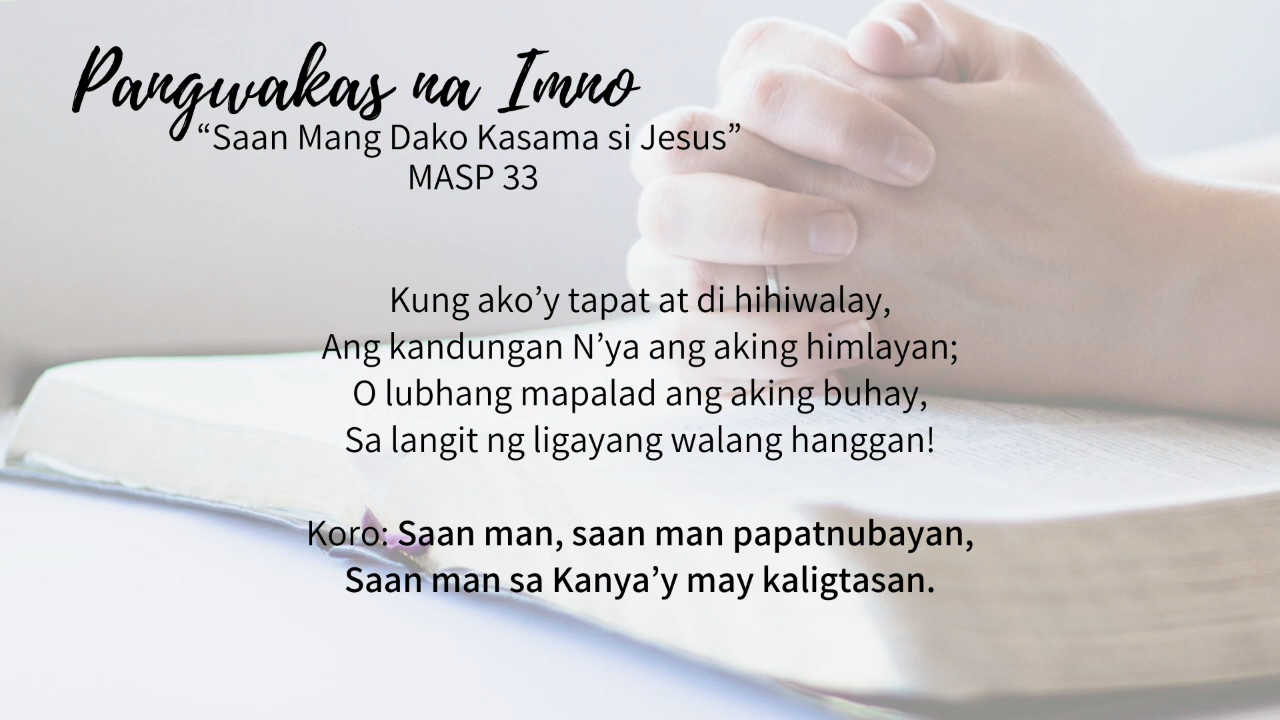 Pangwakas na Imno
“Saan Mang Dako Kasama si Jesus”
MASP 33
Kung ako’y tapat at di hihiwalay,
Ang kandungan N’ya ang aking himlayan;
O lubhang mapalad ang aking buhay,
Sa langit ng ligayang walang hanggan!
Koro: Saan man, saan man papatnubayan,
Saan man sa Kanya’y may kaligtasan.